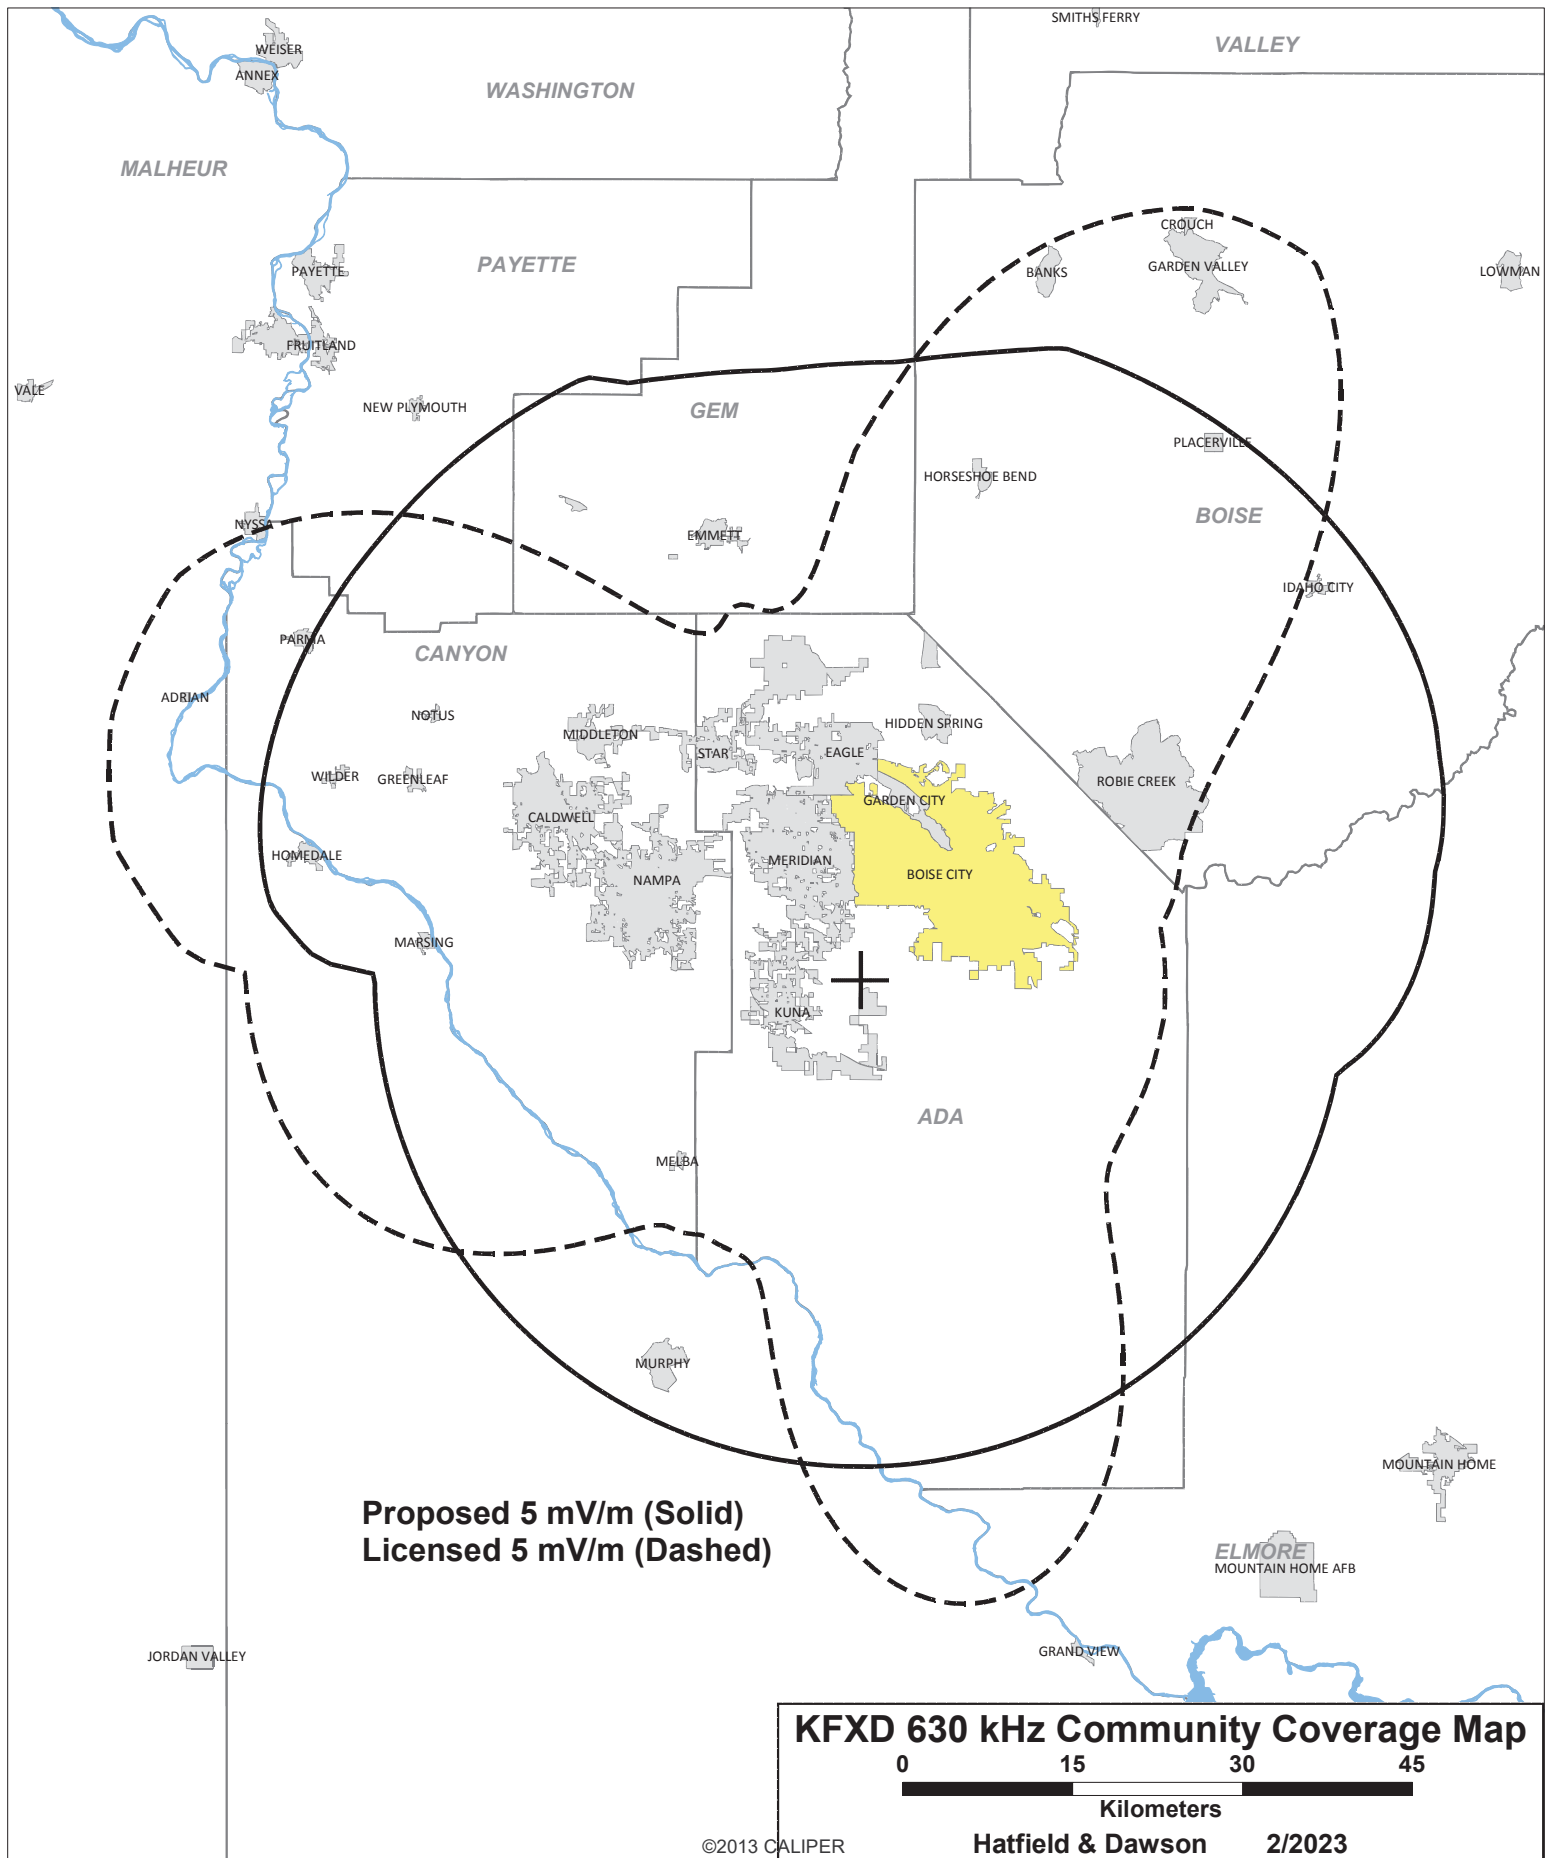 SMITHS FERRY
VALLEY
WEISER
ANNEX
WASHINGTON
MALHEUR
CROUCH
PAYETTE
PAYETTE
BANKS
GARDEN VALLEY
LOWMAN
FRUITLAND
VALE
NEW PLYMOUTH
GEM
PLACERVILLE
HORSESHOE BEND
BOISE
NYSSA
EMMETT
IDAHO CITY
PARMA
CANYON
ADRIAN
NOTUS
MIDDLETON
STAR
EAGLE
HIDDEN SPRING
WILDER
GREENLEAF
ROBIE CREEK
GARDEN CITY
CALDWELL
HOMEDALE
MERIDIAN
NAMPA
BOISE CITY
MARSING
KUNA
ADA
MELBA
MURPHY
MOUNTAIN HOME
Proposed 5 mV/m (Solid)
Licensed 5 mV/m (Dashed)
ELMORE
MOUNTAIN HOME AFB
JORDAN VALLEY
GRAND VIEW
KFXD 630 kHz Community Coverage Map
0 15 30 45
Kilometers
©2013 CALIPER
Hatfield & Dawson 2/2023